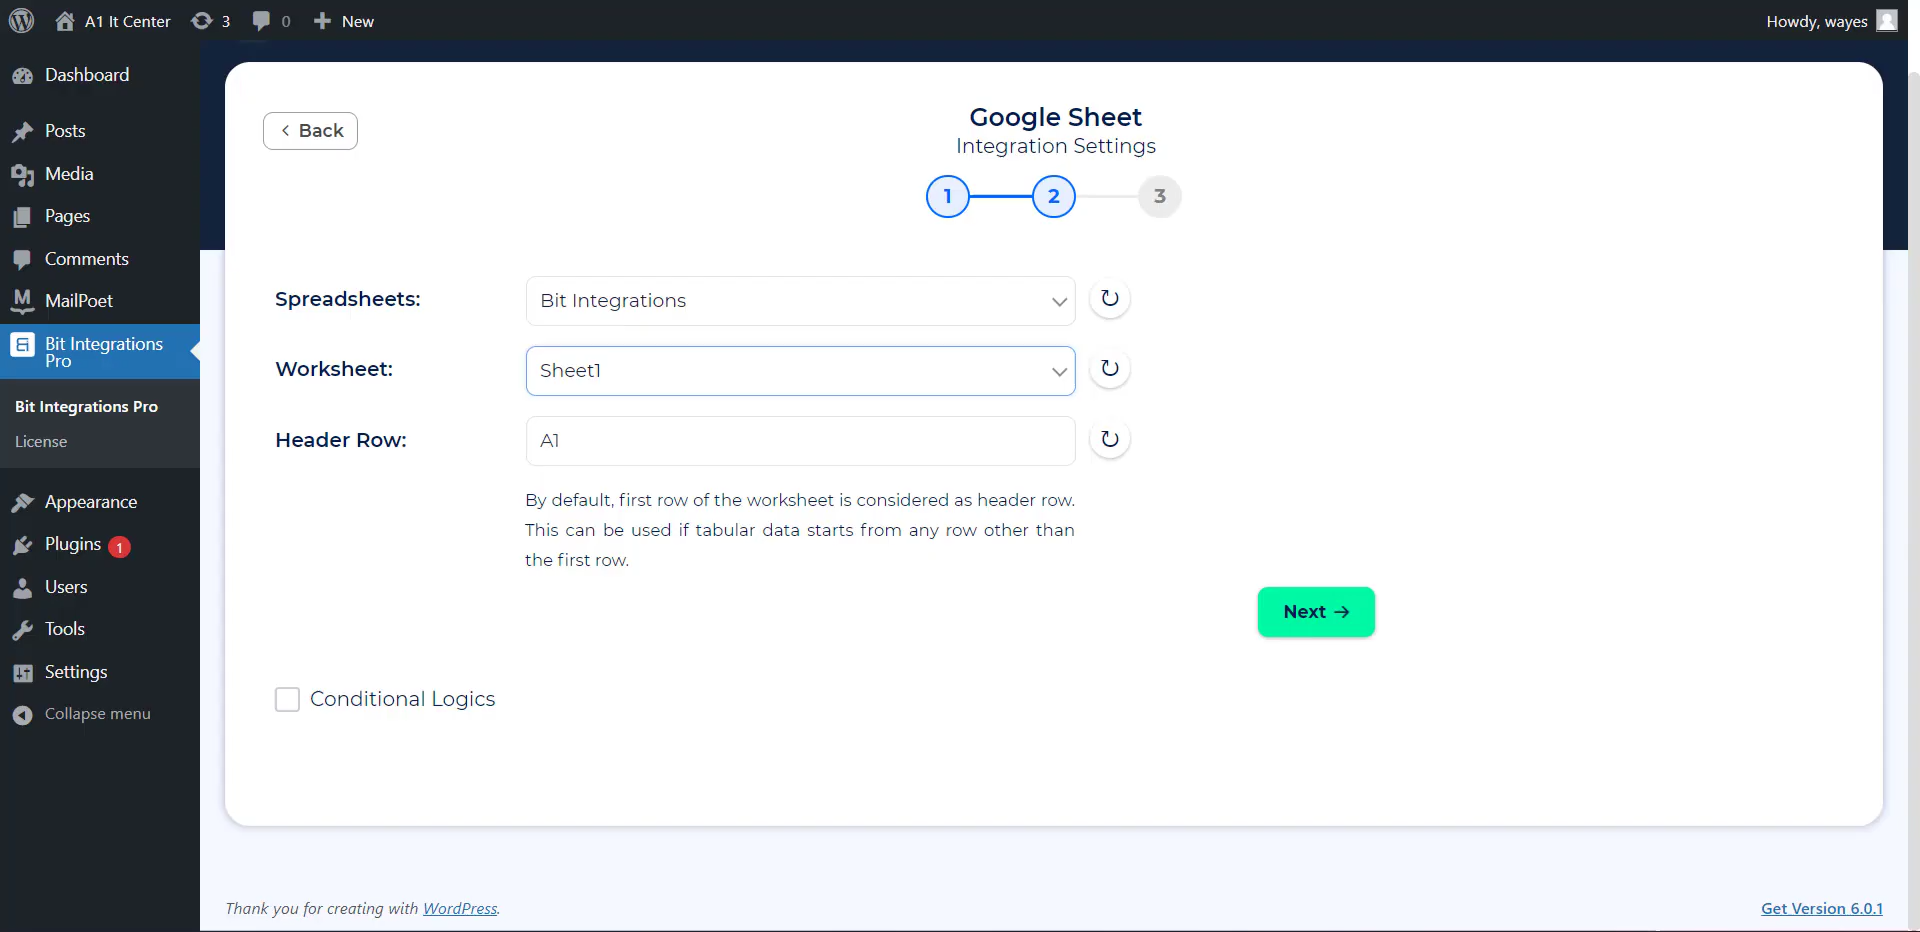 A1 It Center 3 0 New Howdy, wayes
Dashboard
Posts
Media
Pages
Comments
MailPoet
Bit Integrations
Pro
Bit Integrations Pro
License
Appearance
Plugins 1
Users
Tools
Settings
Collapse menu
Back
Google Sheet
Integration Settings
1 2 3
Spreadsheets: Bit Integrations
Worksheet: Sheet1
Header Row: A1
By default, first row of the worksheet is considered as header row.
This can be used if tabular data starts from any row other than
the first row.
Next →
Conditional Logics
Thank you for creating with WordPress.
Get Version 6.0.1